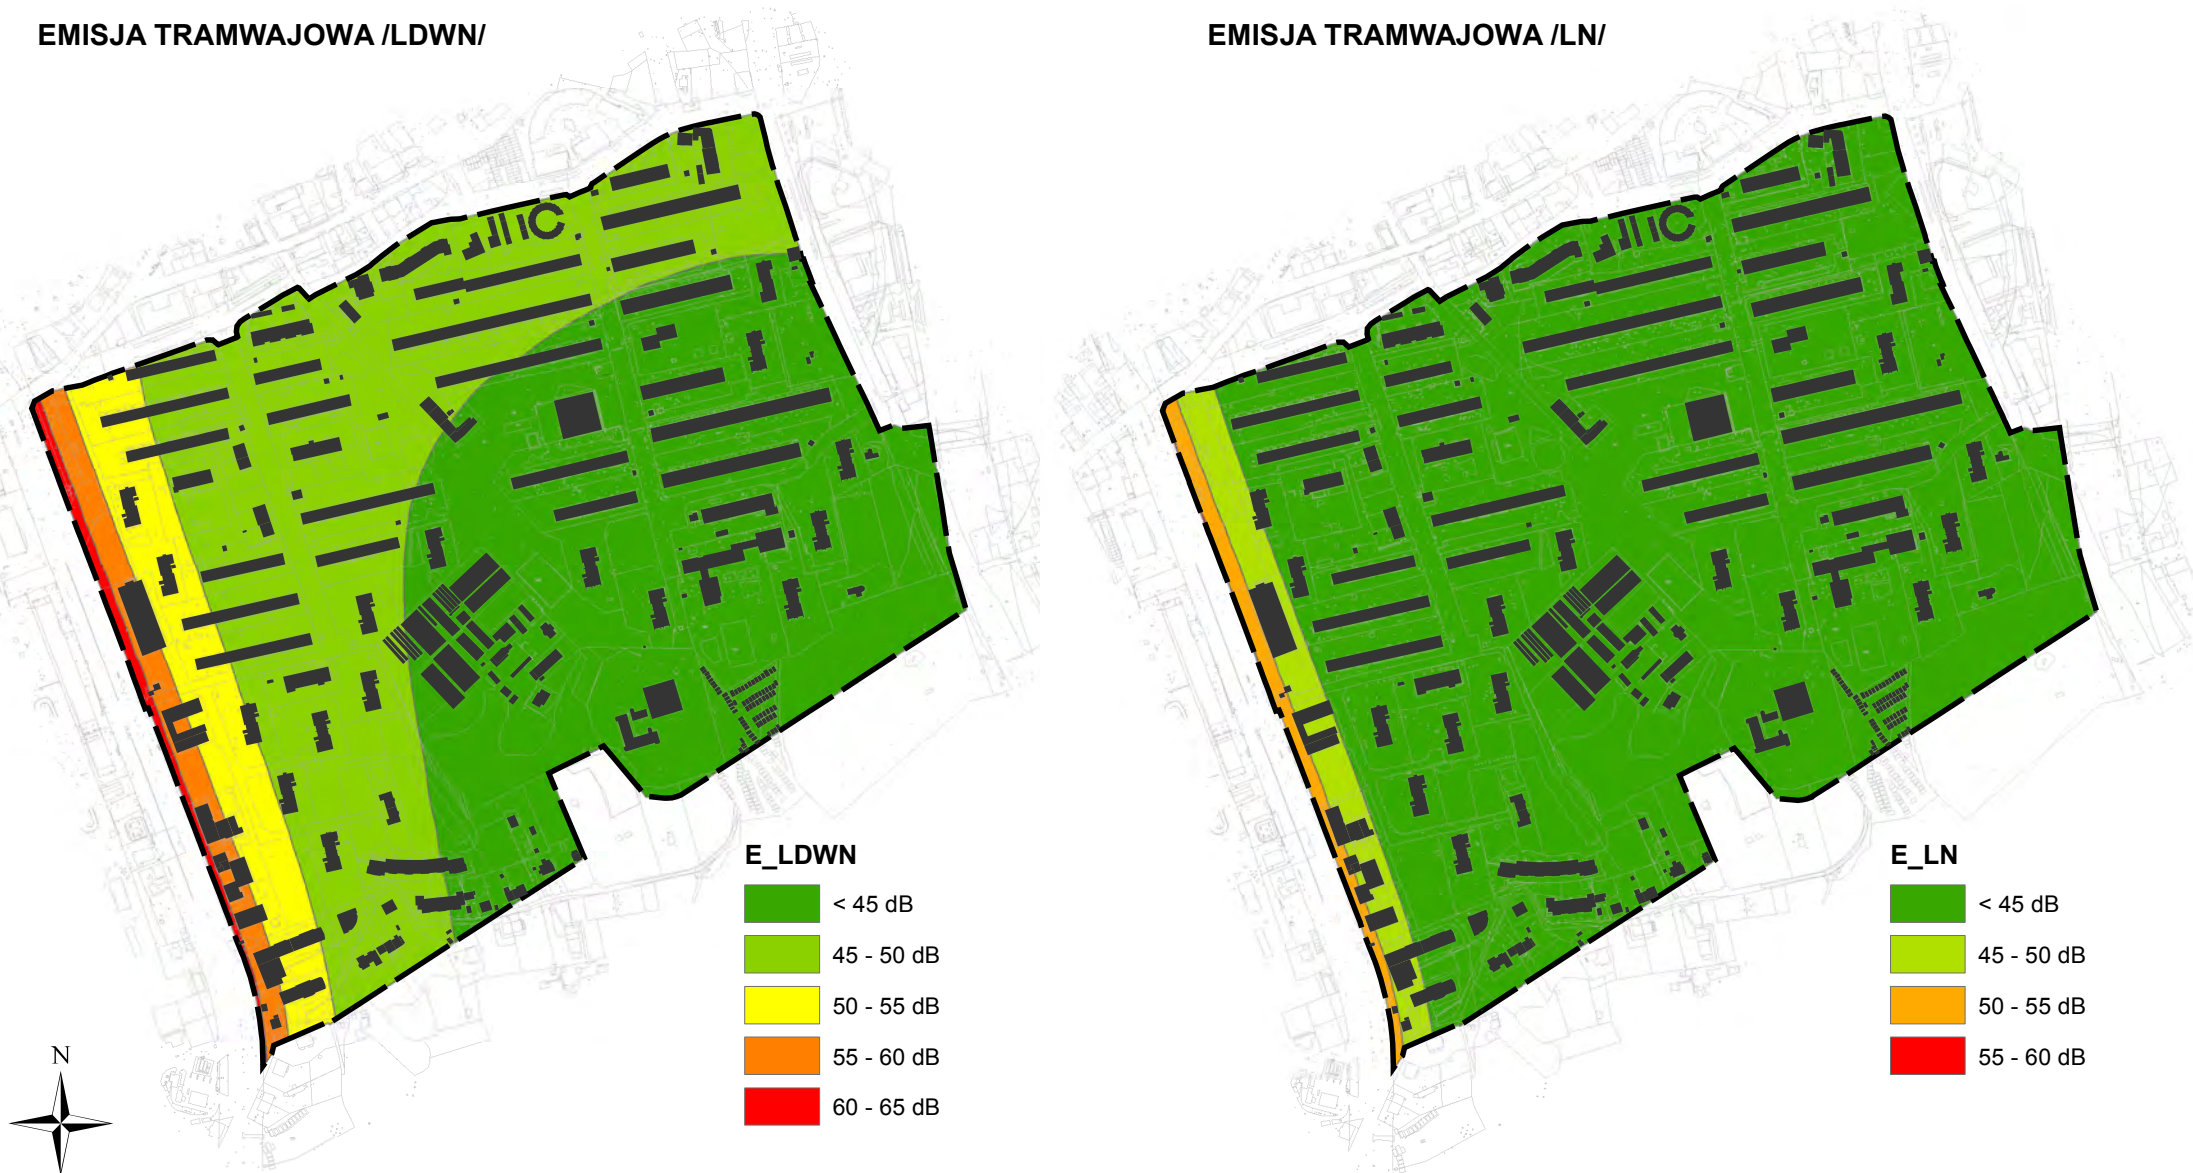 EMISJA TRAMWAJOWA /LDWN/
EMISJA TRAMWAJOWA /LN/
E_LDWN
< 45 dB
45 - 50 dB
50 - 55 dB
55 - 60 dB
60 - 65 dB
E_LN
< 45 dB
45 - 50 dB
50 - 55 dB
55 - 60 dB
N